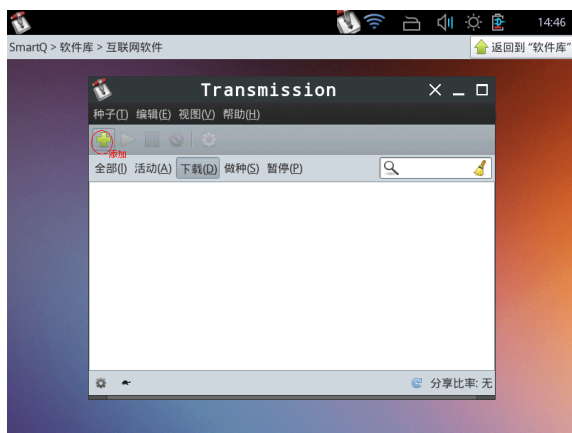 14:46
SmartQ > 软件库 > 互联网软件
返回到 “软件库”
Transmission
种子(T) 编辑(E) 视图(V) 帮助(H)
添加
全部(l) 活动(A) 下载(D) 做种(S) 暂停(P)
分享比率: 无